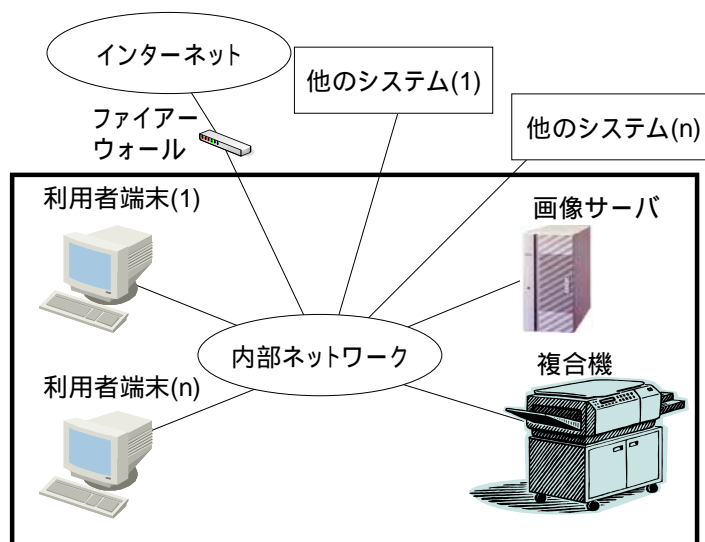 インターネット
他のシステム(1)
ファイアー
ウォール
他のシステム(n)
利用者端末(1)
画像サーバ
内部ネットワーク
複合機
利用者端末(n)